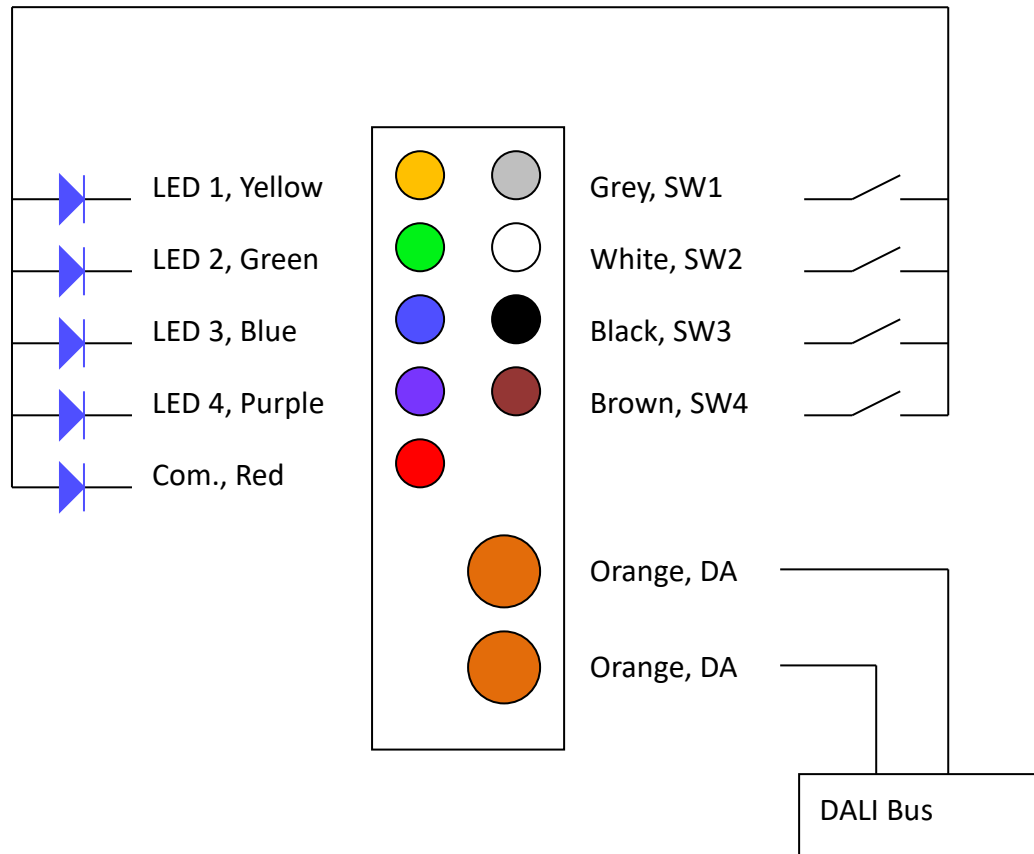 LED 1, Yellow
Grey, SW1
LED 2, Green
White, SW2
LED 3, Blue
Black, SW3
LED 4, Purple
Brown, SW4
Com., Red
Orange, DA
Orange, DA
DALI Bus